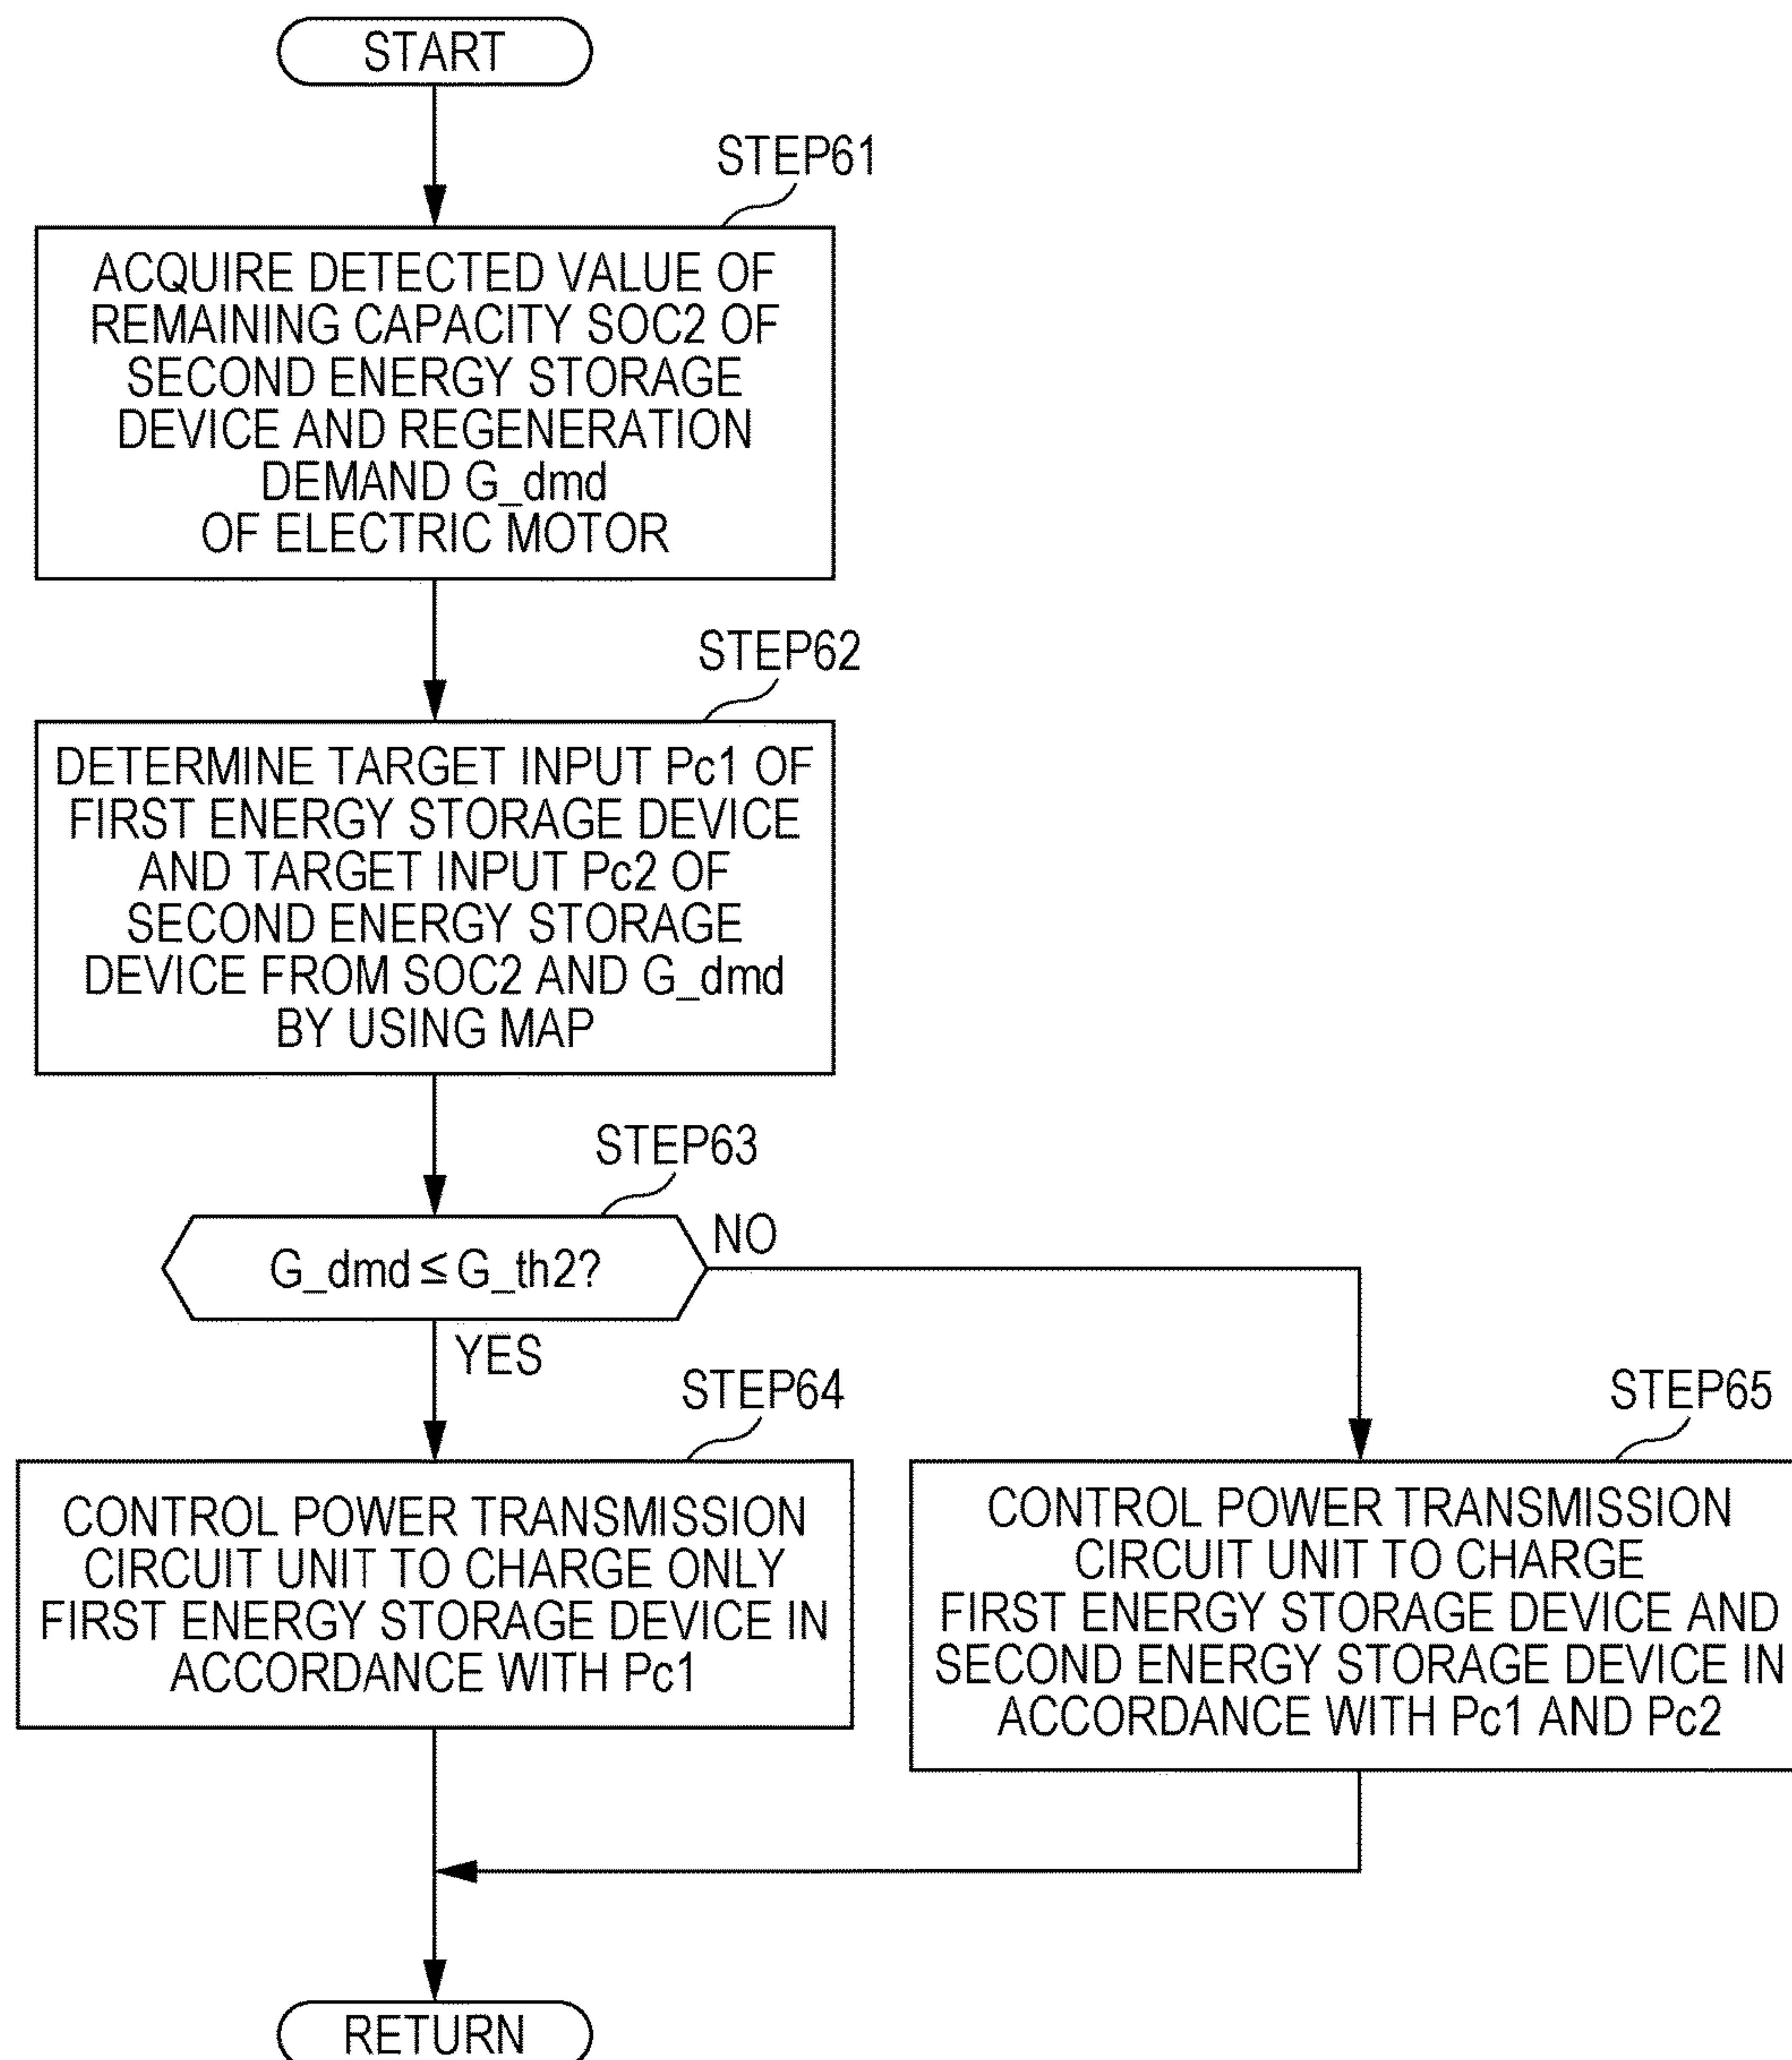 START
STEP61
ACQUIRE DETECTED VALUE OF
REMAINING CAPACITY SOC2 OF
SECOND ENERGY STORAGE
DEVICE AND REGENERATION
DEMAND G_dmd
OF ELECTRIC MOTOR
STEP62
DETERMINE TARGET INPUT Pc1 OF
FIRST ENERGY STORAGE DEVICE
AND TARGET INPUT Pc2 OF
SECOND ENERGY STORAGE
DEVICE FROM SOC2 AND G_dmd
BY USING MAP
STEP63
G_dmd ≤ G_th2?
NO
YES
STEP64
CONTROL POWER TRANSMISSION
CIRCUIT UNIT TO CHARGE ONLY
FIRST ENERGY STORAGE DEVICE IN
ACCORDANCE WITH Pc1
STEP65
CONTROL POWER TRANSMISSION
CIRCUIT UNIT TO CHARGE
FIRST ENERGY STORAGE DEVICE AND
SECOND ENERGY STORAGE DEVICE IN
ACCORDANCE WITH Pc1 AND Pc2
RETURN